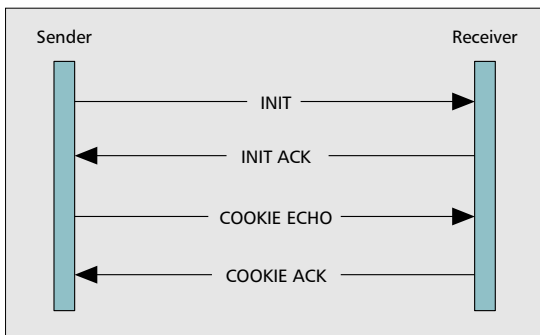 Sender
Receiver
INIT
INIT ACK
COOKIE ECHO
COOKIE ACK